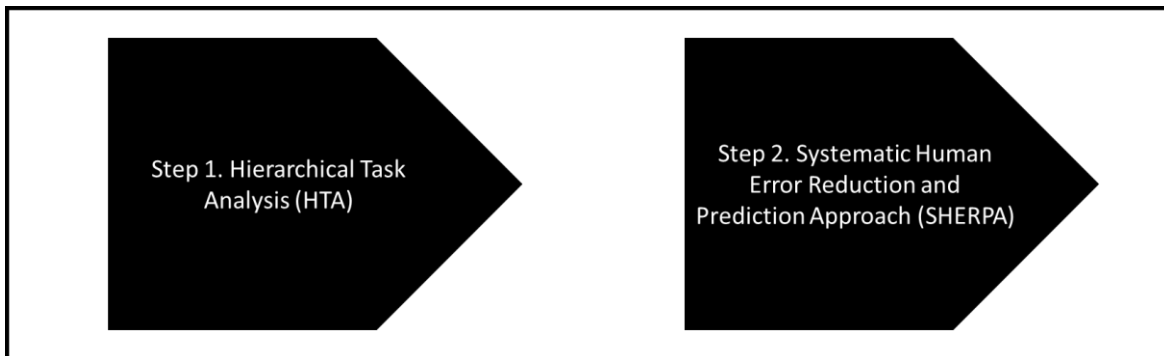 Step 1. Hierarchical Task
Analysis (HTA)
Step 2. Systematic Human
Error Reduction and
Prediction Approach (SHERPA)